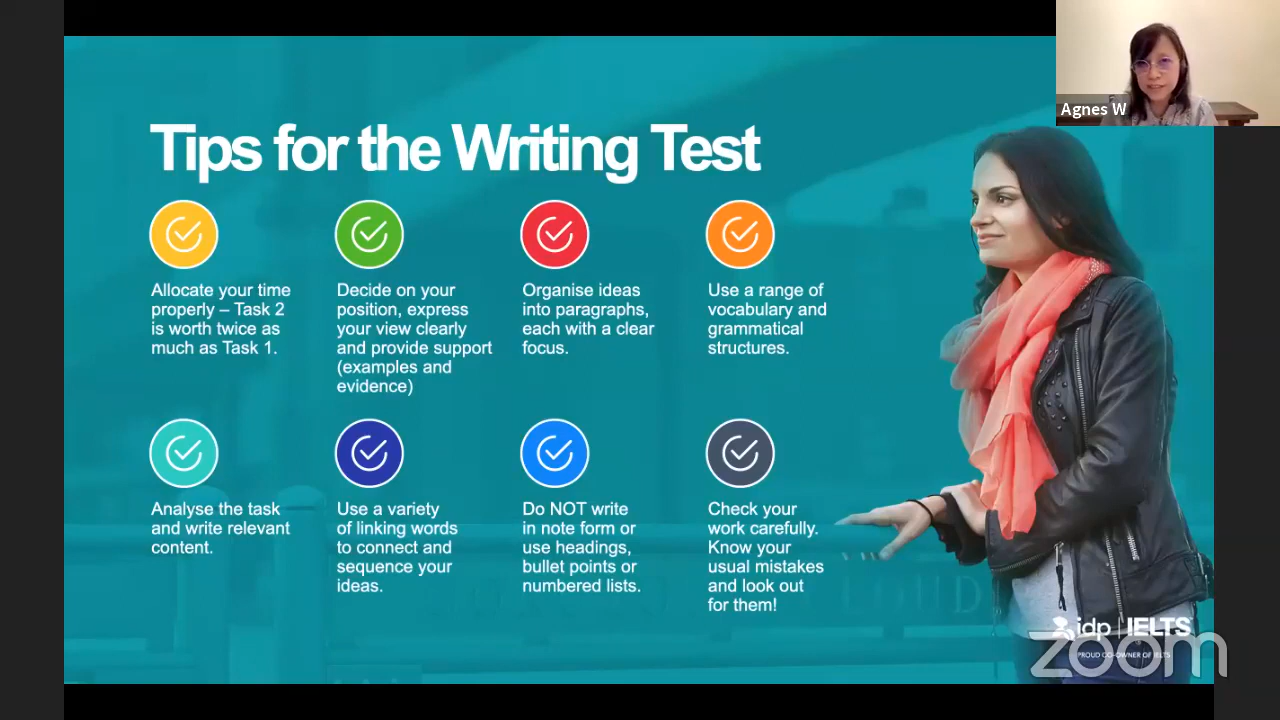 Agnes W
Tips for the Writing Test
Allocate your time
properly – Task 2
is worth twice as
much as Task 1.
Decide on your
position, express
your view clearly
and provide support
(examples and
evidence)
Organise ideas
into paragraphs,
each with a clear
focus.
Use a range of
vocabulary and
grammatical
structures.
Analyse the task
and write relevant
content.
Use a variety
of linking words
to connect and
sequence your
ideas.
Do NOT write
in note form or
use headings,
bullet points or
numbered lists.
Check your
work carefully.
Know your
usual mistakes
and look out
for them!
idp | IELTS
PROUD CO-OWNER OF IELTS
zoom